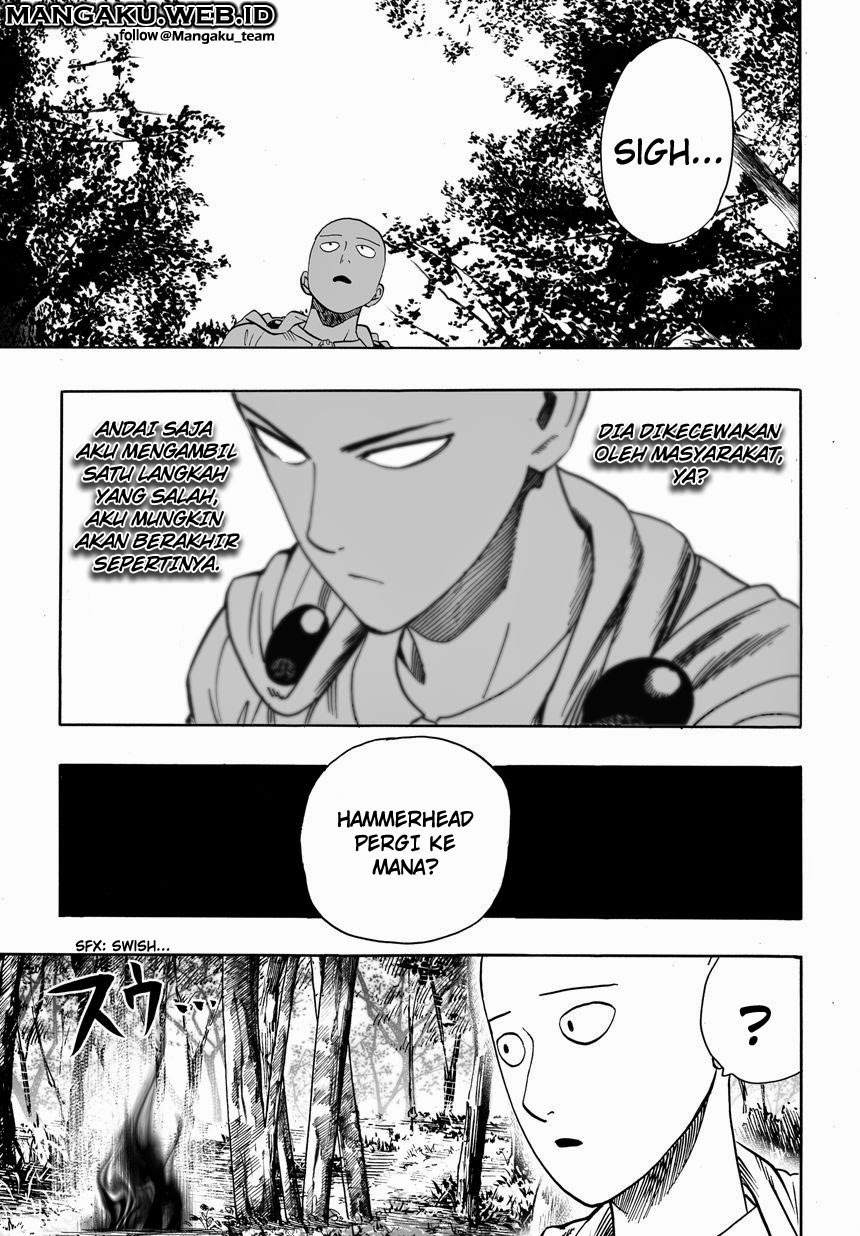 MANGAKU.WEB.ID
follow @Mangaku_team
SIGH...
DIA DIKECEWAKAN
OLEH MASYARAKAT,
YA?
ANDAI SAJA
AKU MENGAMBIL
SATU LANGKAH
YANG SALAH,
AKU MUNGKIN
AKAN BERAKHIR
SEPERTINYA.
HAMMERHEAD
PERGI KE
MANA?
?
SFX: SWISH...
スゥ...